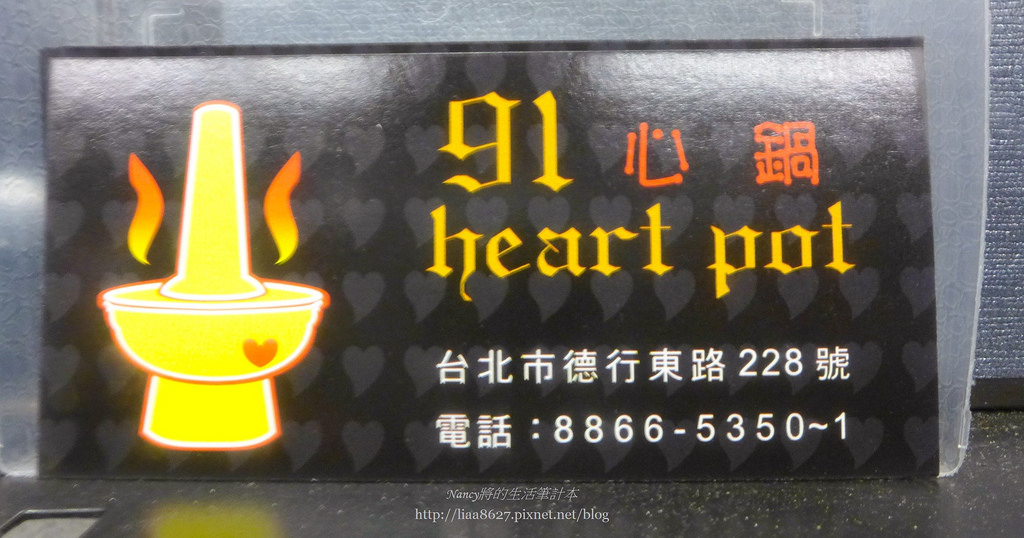 91 心鍋
heart pot
台北市德行東路228號
電話：8866-5350~1
Nancy將的生活筆計本
http://liaa8627.pixnet.net/blog